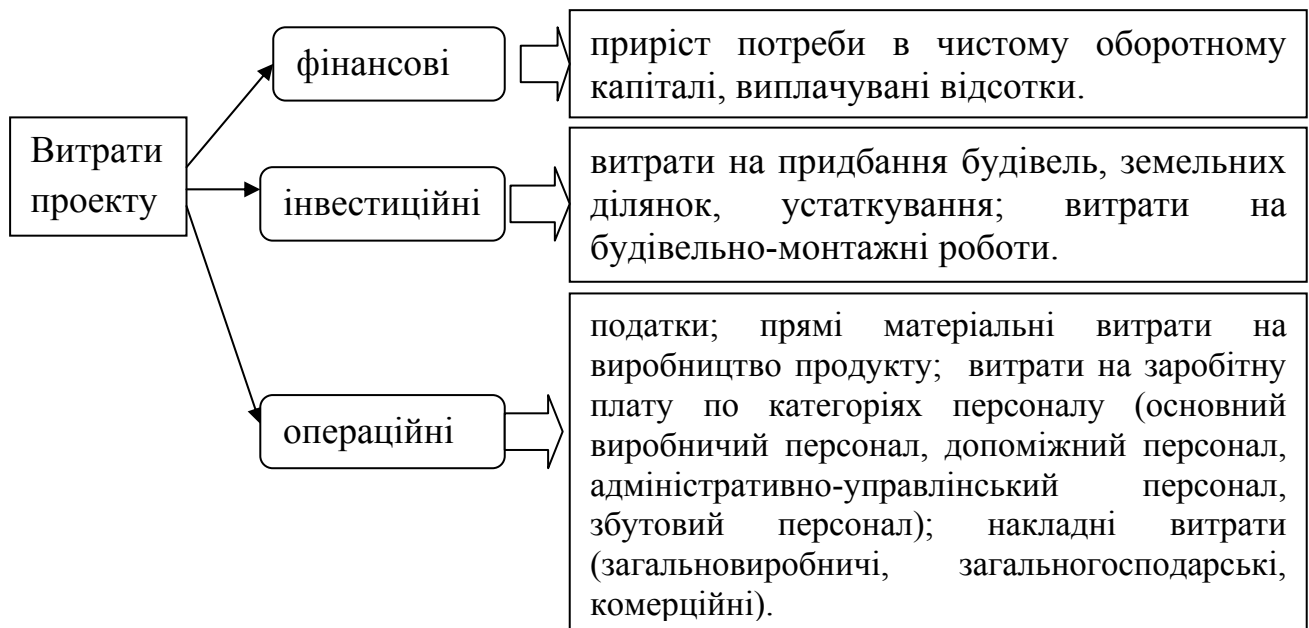 Витрати
проекту
фінансові
приріст потреби в чистому оборотному
капіталі, виплачувані відсотки.
інвестиційні
витрати на придбання будівель, земельних
ділянок, устаткування; витрати на
будівельно-монтажні роботи.
операційні
податки; прямі матеріальні витрати на
виробництво продукту; витрати на заробітну
плату по категоріях персоналу (основний
виробничий персонал, допоміжний персонал,
адміністративно-управлінський персонал,
збутовий персонал); накладні витрати
(загальновиробничі, загальногосподарські,
комерційні).